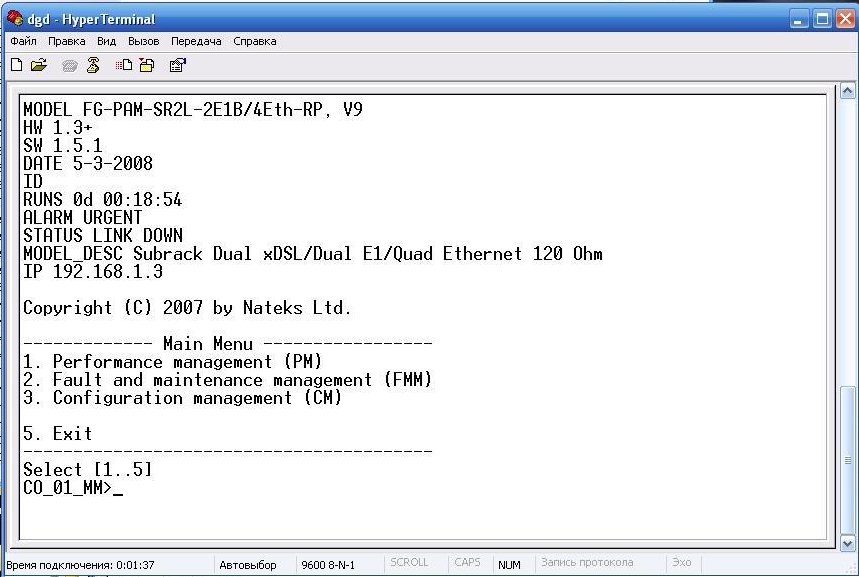 dgd - HyperTerminal
Файл Правка Вид Вызов Передача Справка
MODEL FG-PAM-SR2L-2E1B/4Eth-RP, V9
HW 1.3+
SW 1.5.1
DATE 5-3-2008
ID
RUNS 0d 00:18:54
ALARM URGENT
STATUS LINK DOWN
MODEL_DESC Subrack Dual xDSL/Dual E1/Quad Ethernet 120 Ohm
IP 192.168.1.3
Copyright (C) 2007 by Nateks Ltd.
------------- Main Menu -----------------
1. Performance management (PM)
2. Fault and maintenance management (FMM)
3. Configuration management (CM)
5. Exit
-----------------------------------------
Select [1..5]
CO_01_MM>_
Время подключения: 0:01:37 Автовыбор 9600 8-N-1 SCROLL CAPS NUM Запись протокола Эхо